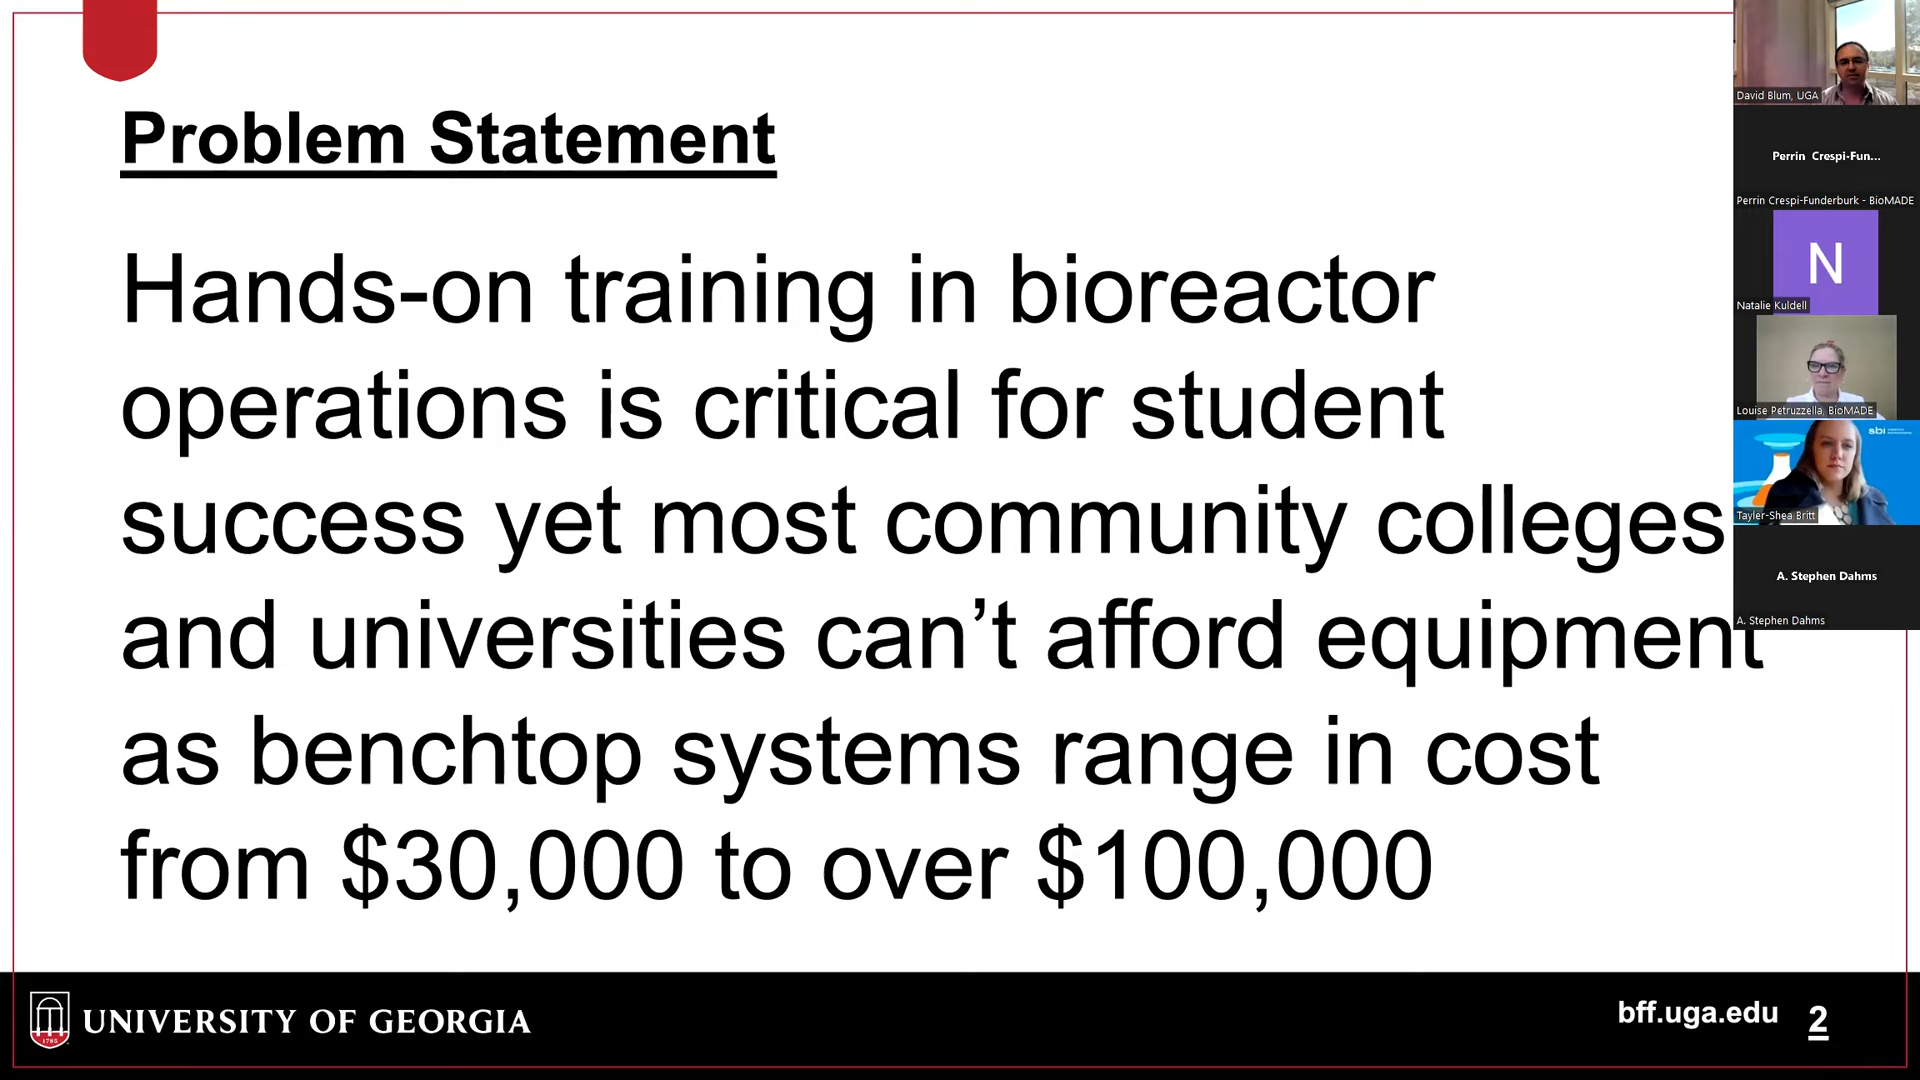 Problem Statement
Hands-on training in bioreactor
operations is critical for student
success yet most community colleges
and universities can’t afford equipment
as benchtop systems range in cost
from $30,000 to over $100,000
1785
UNIVERSITY OF GEORGIA
bff.uga.edu
2
David Blum, UGA
Perrin Crespi-Fun...
Perrin Crespi-Funderburk - BioMADE
N
Natalie Kuldell
Louise Petruzzella, BioMADE
sbi
Tayler-Shea Britt
A. Stephen Dahms
A. Stephen Dahms